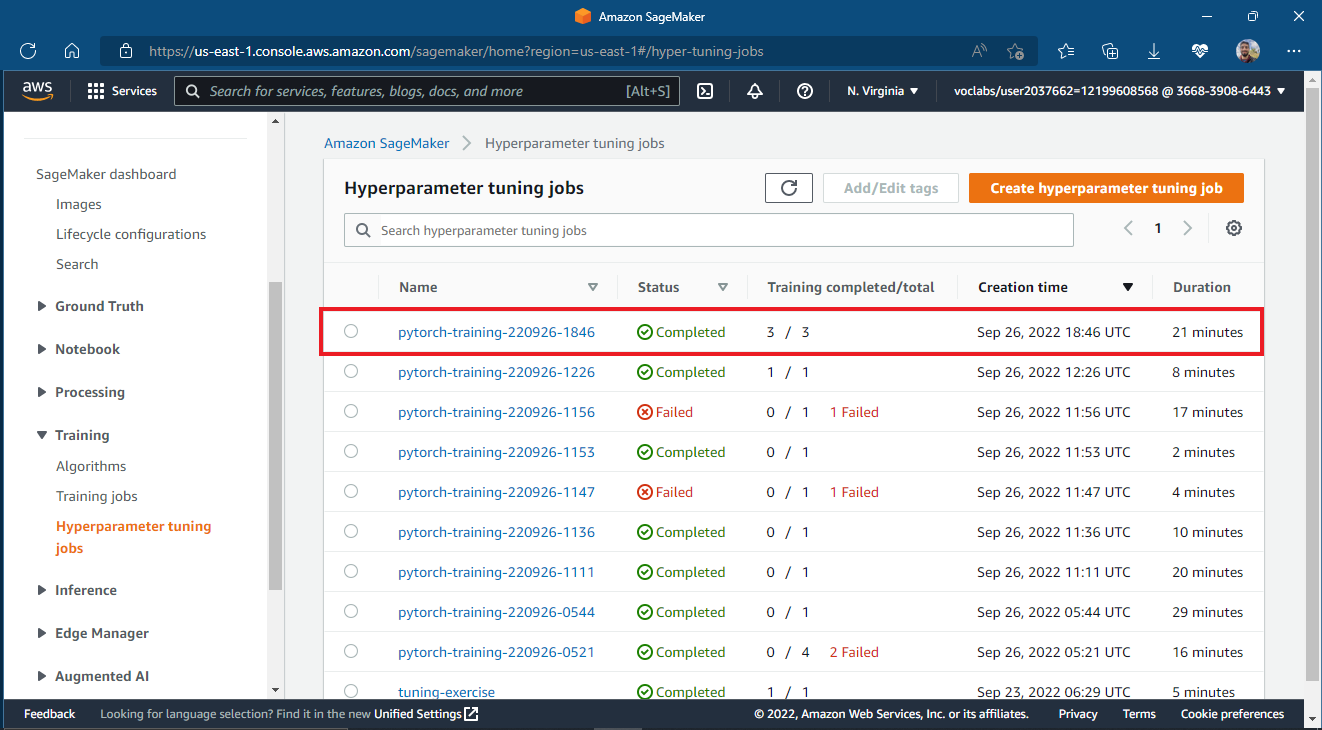 Amazon SageMaker
https://us-east-1.console.aws.amazon.com/sagemaker/home?region=us-east-1#/hyper-tuning-jobs
aws Services Search for services, features, blogs, docs, and more [Alt+S] N. Virginia ▼ voclabs/user2037662=12199608568 @ 3668-3908-6443 ▼
SageMaker dashboard
Images
Lifecycle configurations
Search
Ground Truth
Notebook
Processing
Training
Algorithms
Training jobs
Hyperparameter tuning
jobs
Inference
Edge Manager
Augmented AI
Amazon SageMaker > Hyperparameter tuning jobs
Hyperparameter tuning jobs Add/Edit tags Create hyperparameter tuning job
Search hyperparameter tuning jobs 1
Name Status Training completed/total Creation time Duration
pytorch-training-220926-1846 Completed 3 / 3 Sep 26, 2022 18:46 UTC 21 minutes
pytorch-training-220926-1226 Completed 1 / 1 Sep 26, 2022 12:26 UTC 8 minutes
pytorch-training-220926-1156 Failed 0 / 1 1 Failed Sep 26, 2022 11:56 UTC 17 minutes
pytorch-training-220926-1153 Completed 0 / 1 Sep 26, 2022 11:53 UTC 2 minutes
pytorch-training-220926-1147 Failed 0 / 1 1 Failed Sep 26, 2022 11:47 UTC 4 minutes
pytorch-training-220926-1136 Completed 0 / 1 Sep 26, 2022 11:36 UTC 10 minutes
pytorch-training-220926-1111 Completed 0 / 1 Sep 26, 2022 11:11 UTC 20 minutes
pytorch-training-220926-0544 Completed 0 / 1 Sep 26, 2022 05:44 UTC 29 minutes
pytorch-training-220926-0521 Completed 0 / 4 2 Failed Sep 26, 2022 05:21 UTC 16 minutes
tuning-exercise Completed 1 / 1 Sep 23, 2022 06:29 UTC 5 minutes
Feedback Looking for language selection? Find it in the new Unified Settings © 2022, Amazon Web Services, Inc. or its affiliates. Privacy Terms Cookie preferences